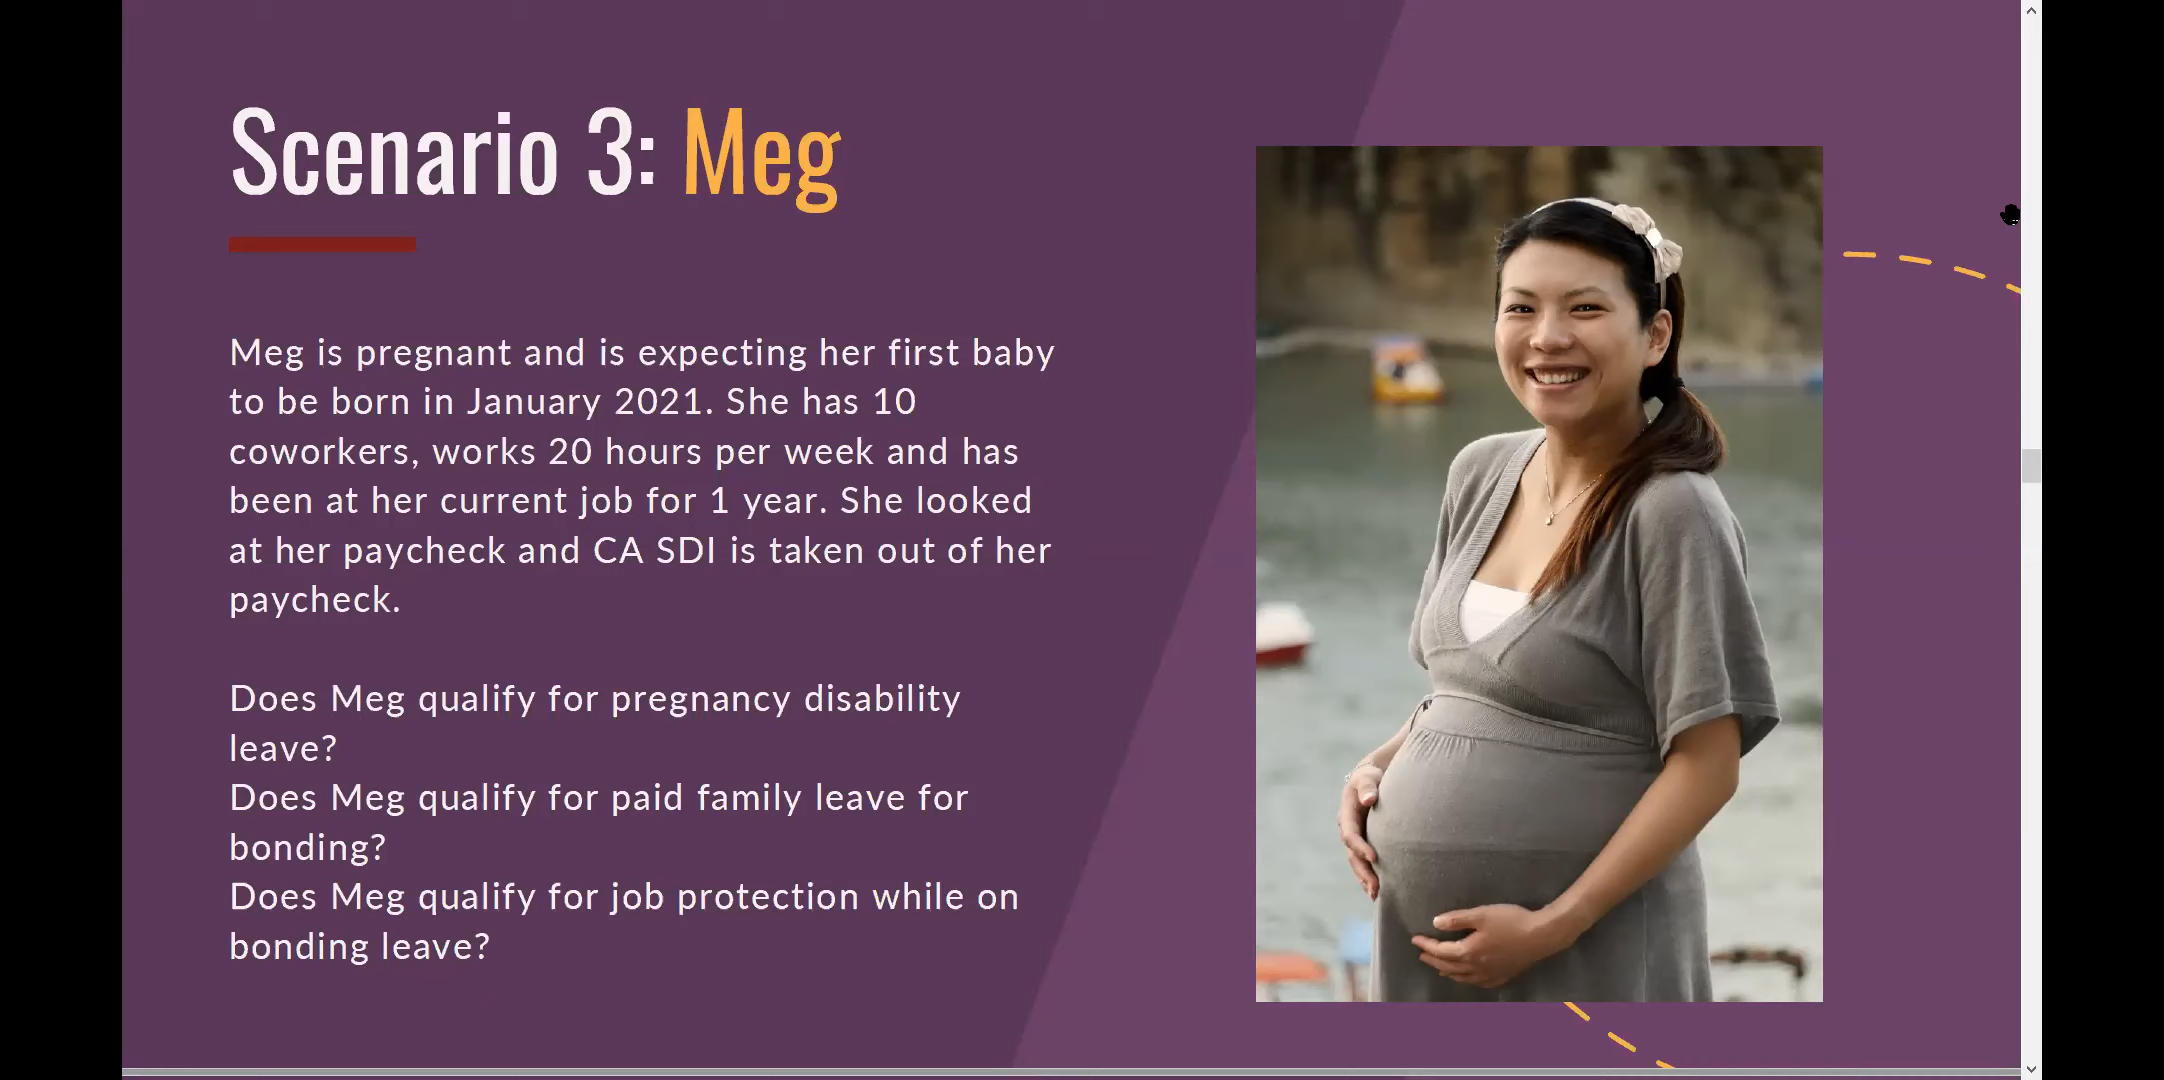 Scenario 3: Meg
Meg is pregnant and is expecting her first baby
to be born in January 2021. She has 10
coworkers, works 20 hours per week and has
been at her current job for 1 year. She looked
at her paycheck and CA SDI is taken out of her
paycheck.
Does Meg qualify for pregnancy disability
leave?
Does Meg qualify for paid family leave for
bonding?
Does Meg qualify for job protection while on
bonding leave?